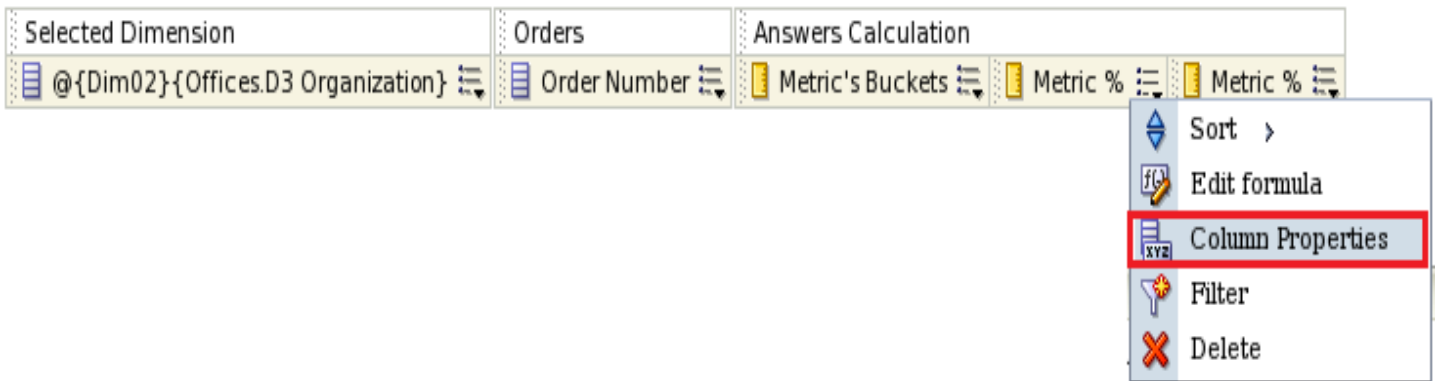 Selected Dimension Orders Answers Calculation
@{Dim02}{Offices.D3 Organization} Order Number Metric's Buckets Metric % Metric %
Sort
Edit formula
XYZ Column Properties
Filter
Delete